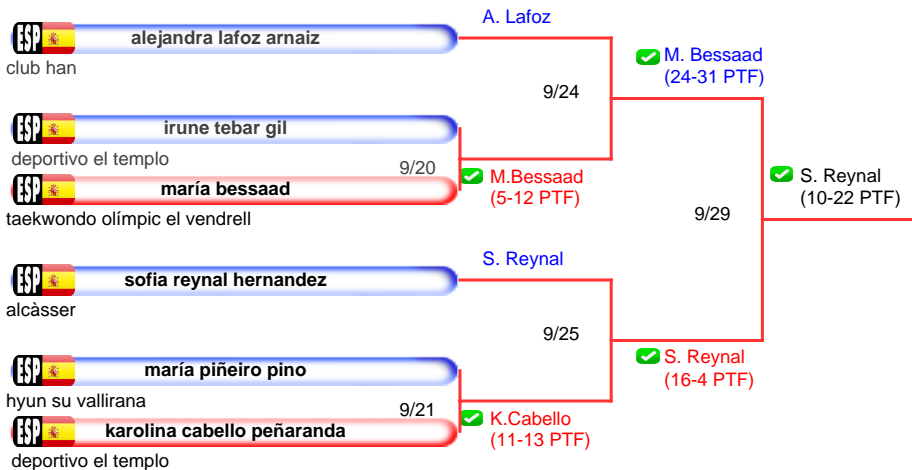 A. Lafoz
ESP
alejandra lafoz arnaiz
club han
M. Bessaad
(24-31 PTF)
9/24
ESP
irune tebar gil
deportivo el templo
9/20
ESP
maría bessaad
taekwondo olímpic el vendrell
M.Bessaad
(5-12 PTF)
S. Reynal
(10-22 PTF)
9/29
S. Reynal
ESP
sofia reynal hernandez
alcàsser
9/25
S. Reynal
(16-4 PTF)
ESP
maría piñeiro pino
hyun su vallirana
9/21
ESP
karolina cabello peñaranda
deportivo el templo
K.Cabello
(11-13 PTF)